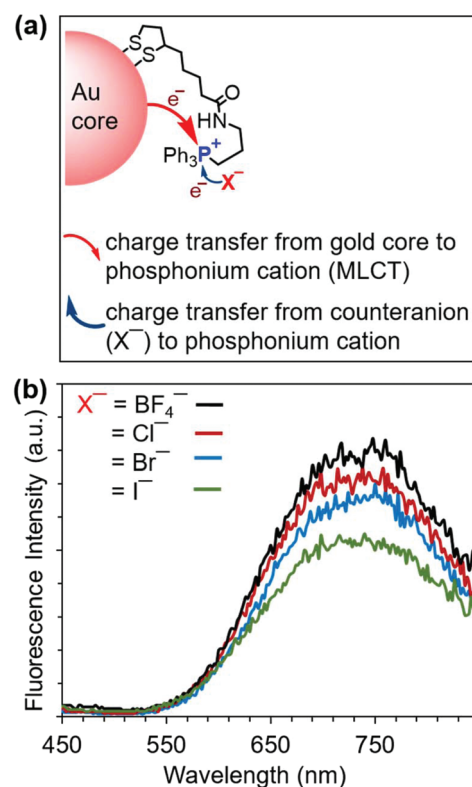 (a)
S
S
Au
core
e⁻
O
HN
Ph₃P⁺
e⁻
X⁻
charge transfer from gold core to
phosphonium cation (MLCT)
charge transfer from counteranion
(X⁻) to phosphonium cation
(b)
X⁻ = BF₄⁻
= Cl⁻
= Br⁻
= I⁻
Fluorescence Intensity (a.u.)
450 550 650 750
Wavelength (nm)